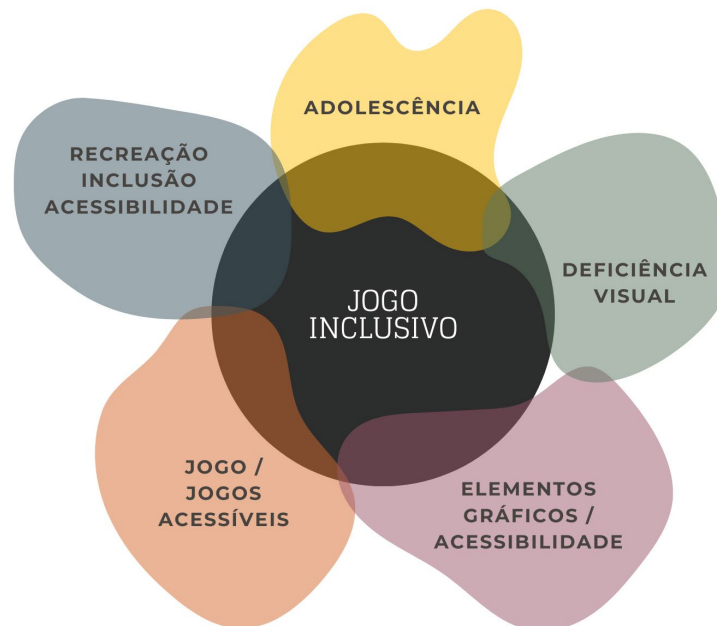 ADOLESCÊNCIA
RECREAÇÃO
INCLUSÃO
ACESSIBILIDADE
DEFICIÊNCIA
VISUAL
JOGO
INCLUSIVO
JOGO /
JOGOS
ACESSÍVEIS
ELEMENTOS
GRÁFICOS /
ACESSIBILIDADE